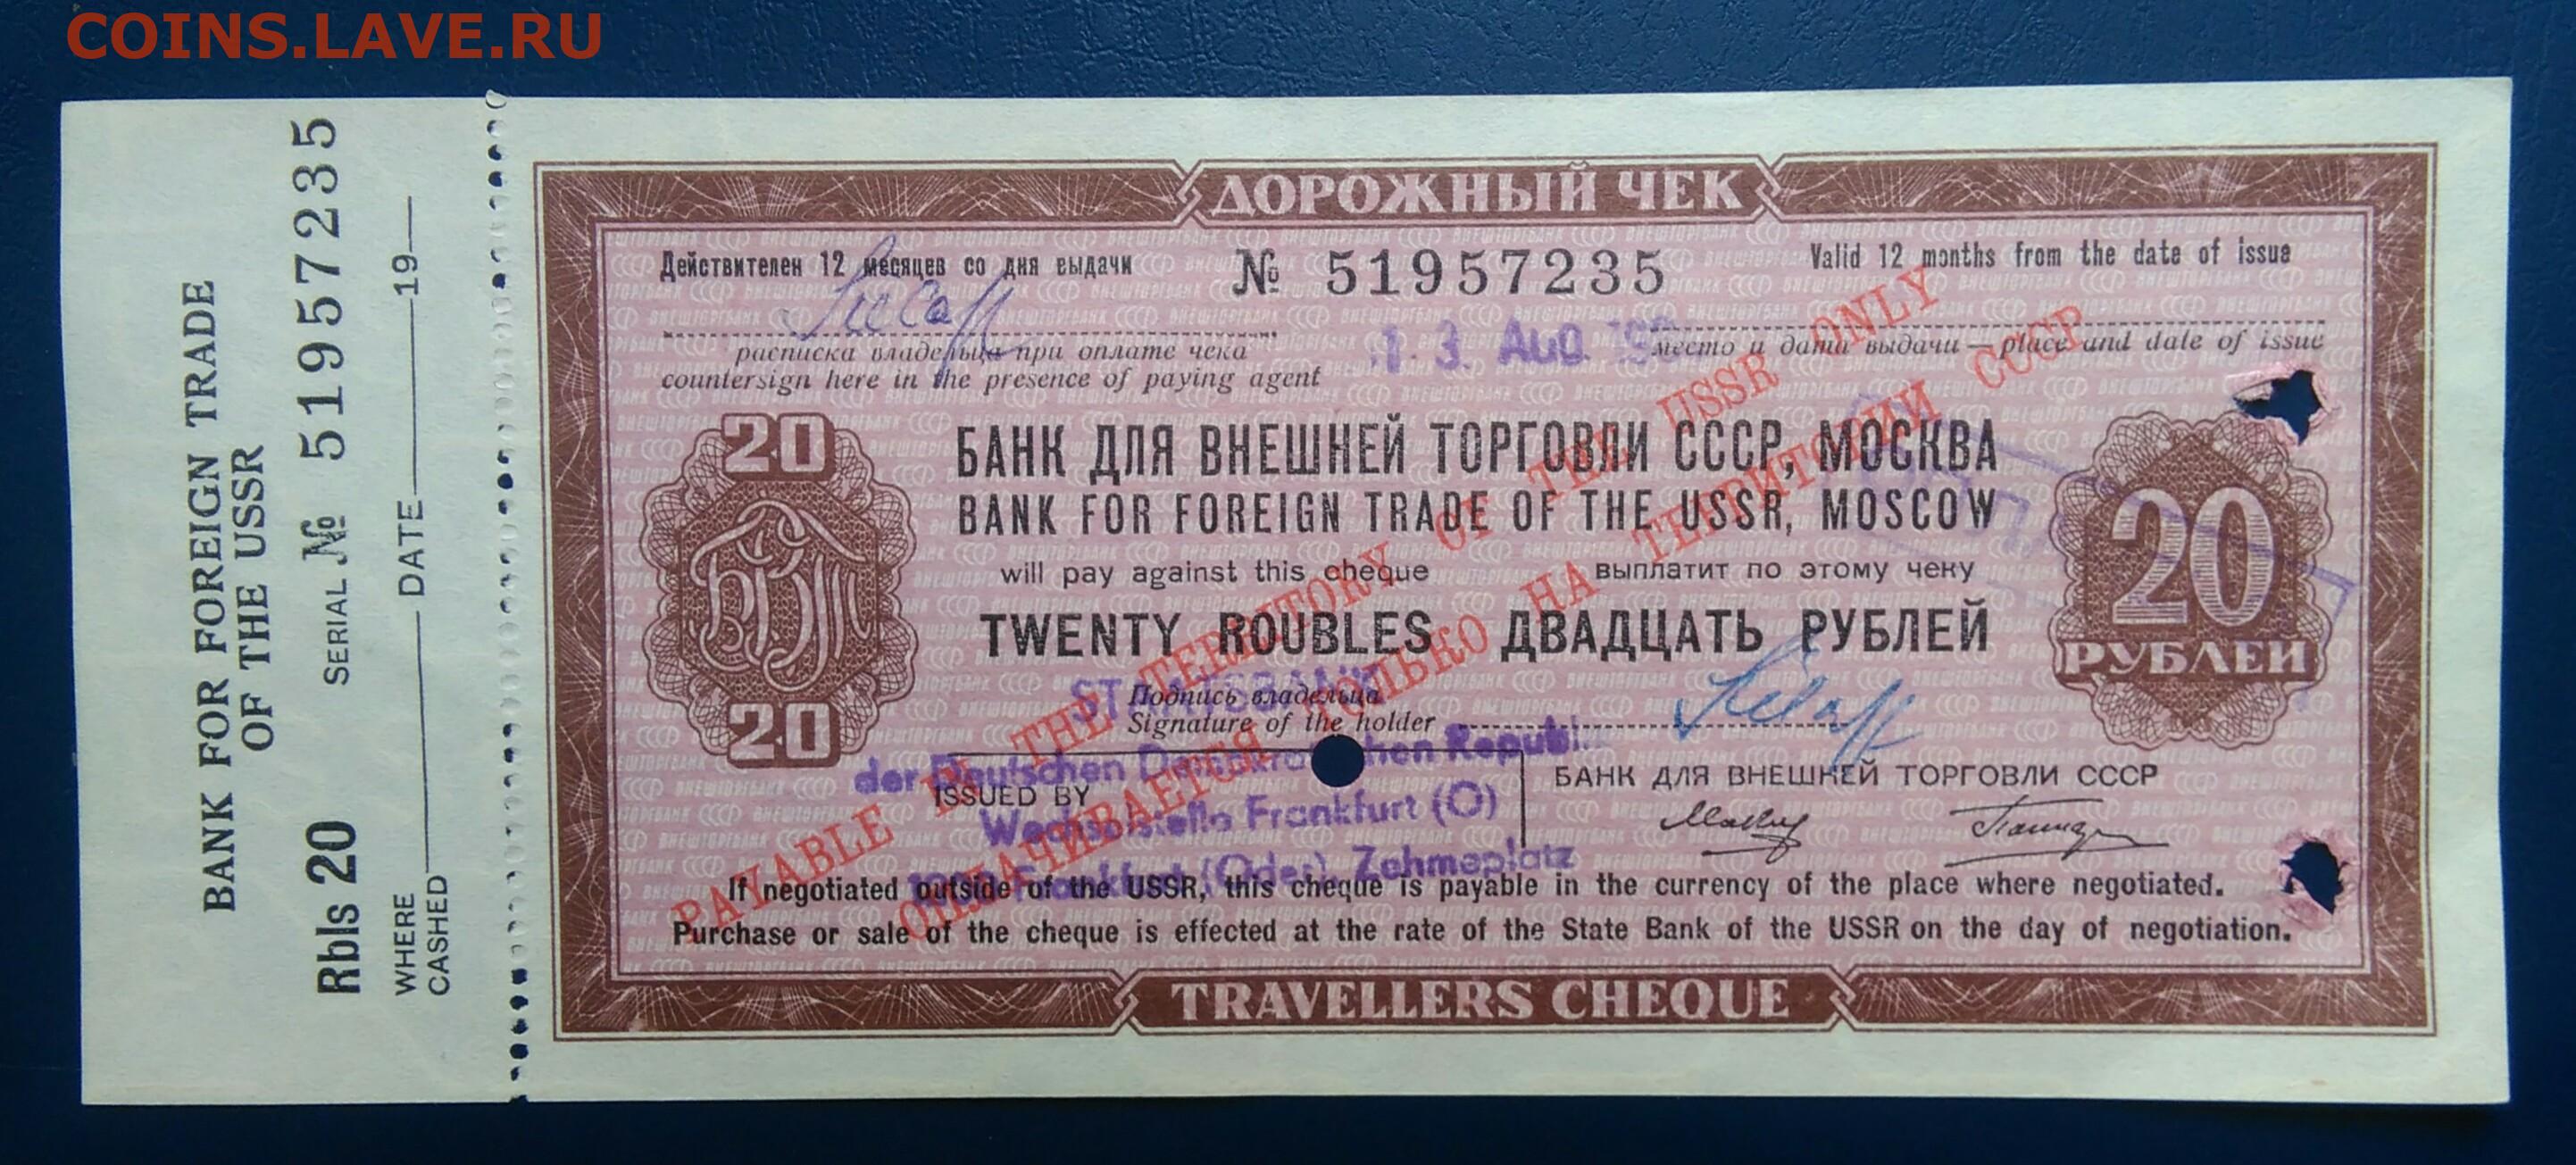 COINS.LAVE.RU
BANK FOR FOREIGN TRADE
OF THE USSR
SERIAL № 51957235
Rbls 20
WHERE
CASHED
DATE 19
ДОРОЖНЫЙ ЧЕК
Действителен 12 месяцев со дня выдачи
№ 51957235
Valid 12 months from the date of issue
расписка владельца при оплате чека
countersign here in the presence of paying agent
13. AUG.
место и дата выдачи — place and date of issue
PAYABLE IN THE TERRITORY OF THE USSR ONLY
ОПЛАЧИВАЕТСЯ ТОЛЬКО НА ТЕРРИТОРИИ СССР
20
БРТ
20
БАНК ДЛЯ ВНЕШНЕЙ ТОРГОВЛИ СССР, МОСКВА
BANK FOR FOREIGN TRADE OF THE USSR, MOSCOW
will pay against this cheque
выплатит по этому чеку
TWENTY ROUBLES ДВАДЦАТЬ РУБЛЕЙ
20
РУБЛЕЙ
Подпись владельца
Signature of the holder
STAATSBANK
der Deutschen Demokratischen Republik
Wechselstelle Frankfurt (O)
Frankfurt (Oder), Zehmeplatz
ISSUED BY
БАНК ДЛЯ ВНЕШНЕЙ ТОРГОВЛИ СССР
If negotiated outside of the USSR, this cheque is payable in the currency of the place where negotiated.
Purchase or sale of the cheque is effected at the rate of the State Bank of the USSR on the day of negotiation.
TRAVELLERS CHEQUE